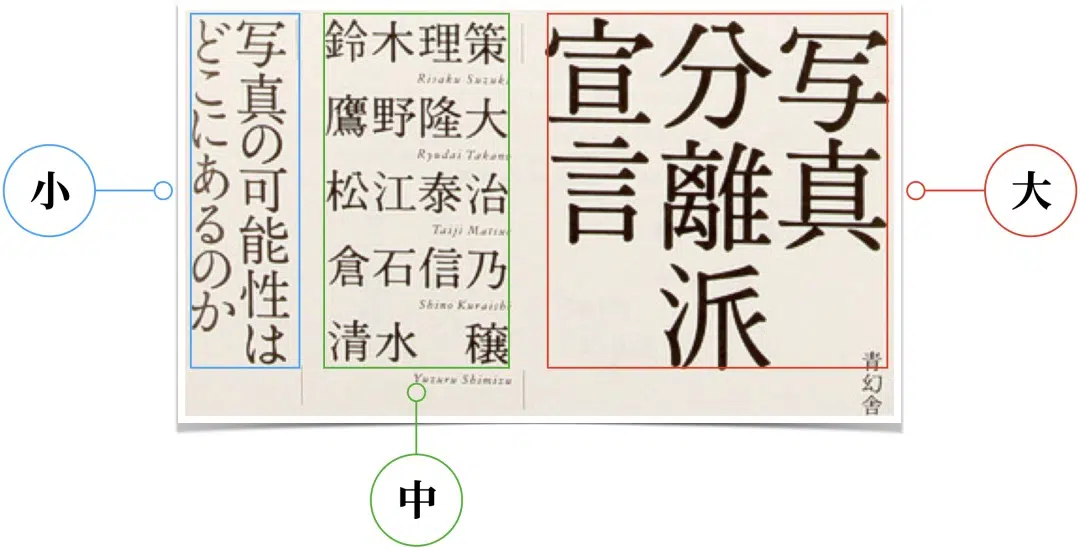 写真
分離派
宣言
青幻舎
鈴木理策
Risaku Suzuki
鷹野隆大
Ryudai Takano
松江泰治
Taiji Matsue
倉石信乃
Shino Kuraishi
清水 穣
Yuzuru Shimizu
写真の可能性は
どこにあるのか
大
中
小